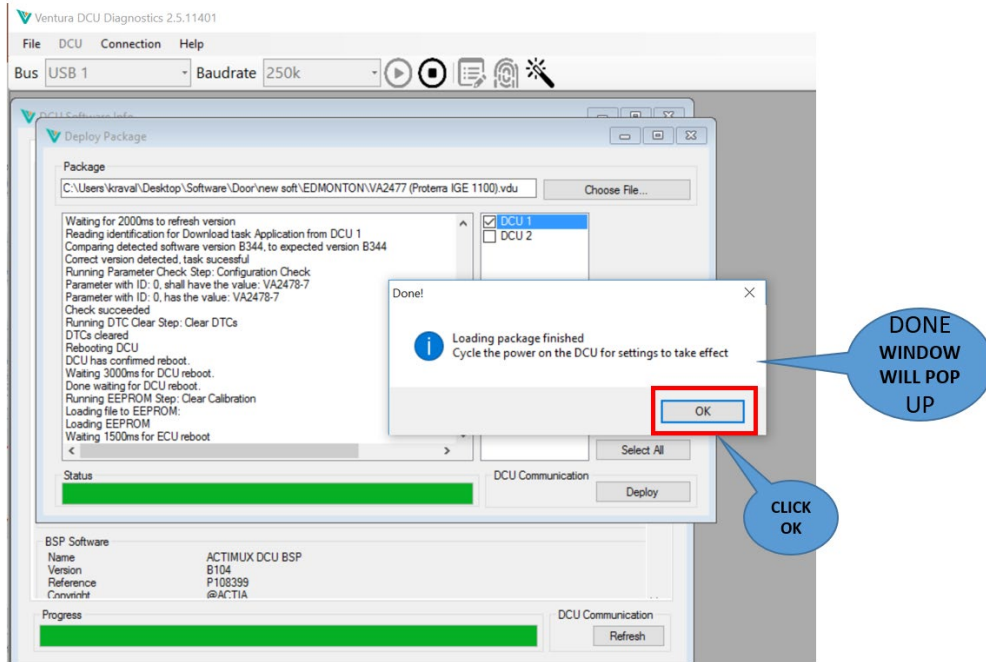 Ventura DCU Diagnostics 2.5.11401
File DCU Connection Help
Bus USB 1 Baudrate 250k
DCU Software Info
Deploy Package
Package
C:\Users\kraval\Desktop\Software\Door\new soft\EDMONTON\VA2477 (Proterra IGE 1100).vdu Choose File...
Waiting for 2000ms to refresh version
Reading identification for Download task Application from DCU 1
Comparing detected software version B344, to expected version B344
Correct version detected, task sucessful
Running Parameter Check Step: Configuration Check
Parameter with ID: 0, shall have the value: VA2478-7
Parameter with ID: 0, has the value: VA2478-7
Check succeeded
Running DTC Clear Step: Clear DTCs
DTCs cleared
Rebooting DCU
DCU has confirmed reboot.
Waiting 3000ms for DCU reboot.
Done waiting for DCU reboot.
Running EEPROM Step: Clear Calibration
Loading file to EEPROM:
Loading EEPROM
Waiting 1500ms for ECU reboot
DCU 1
DCU 2
Done!
Loading package finished
Cycle the power on the DCU for settings to take effect
OK
DONE
WINDOW
WILL POP
UP
Select All
Status
DCU Communication
Deploy
CLICK
OK
BSP Software
Name ACTIMUX DCU BSP
Version B104
Reference P108399
Copyright @ACTIA
Progress
DCU Communication
Refresh